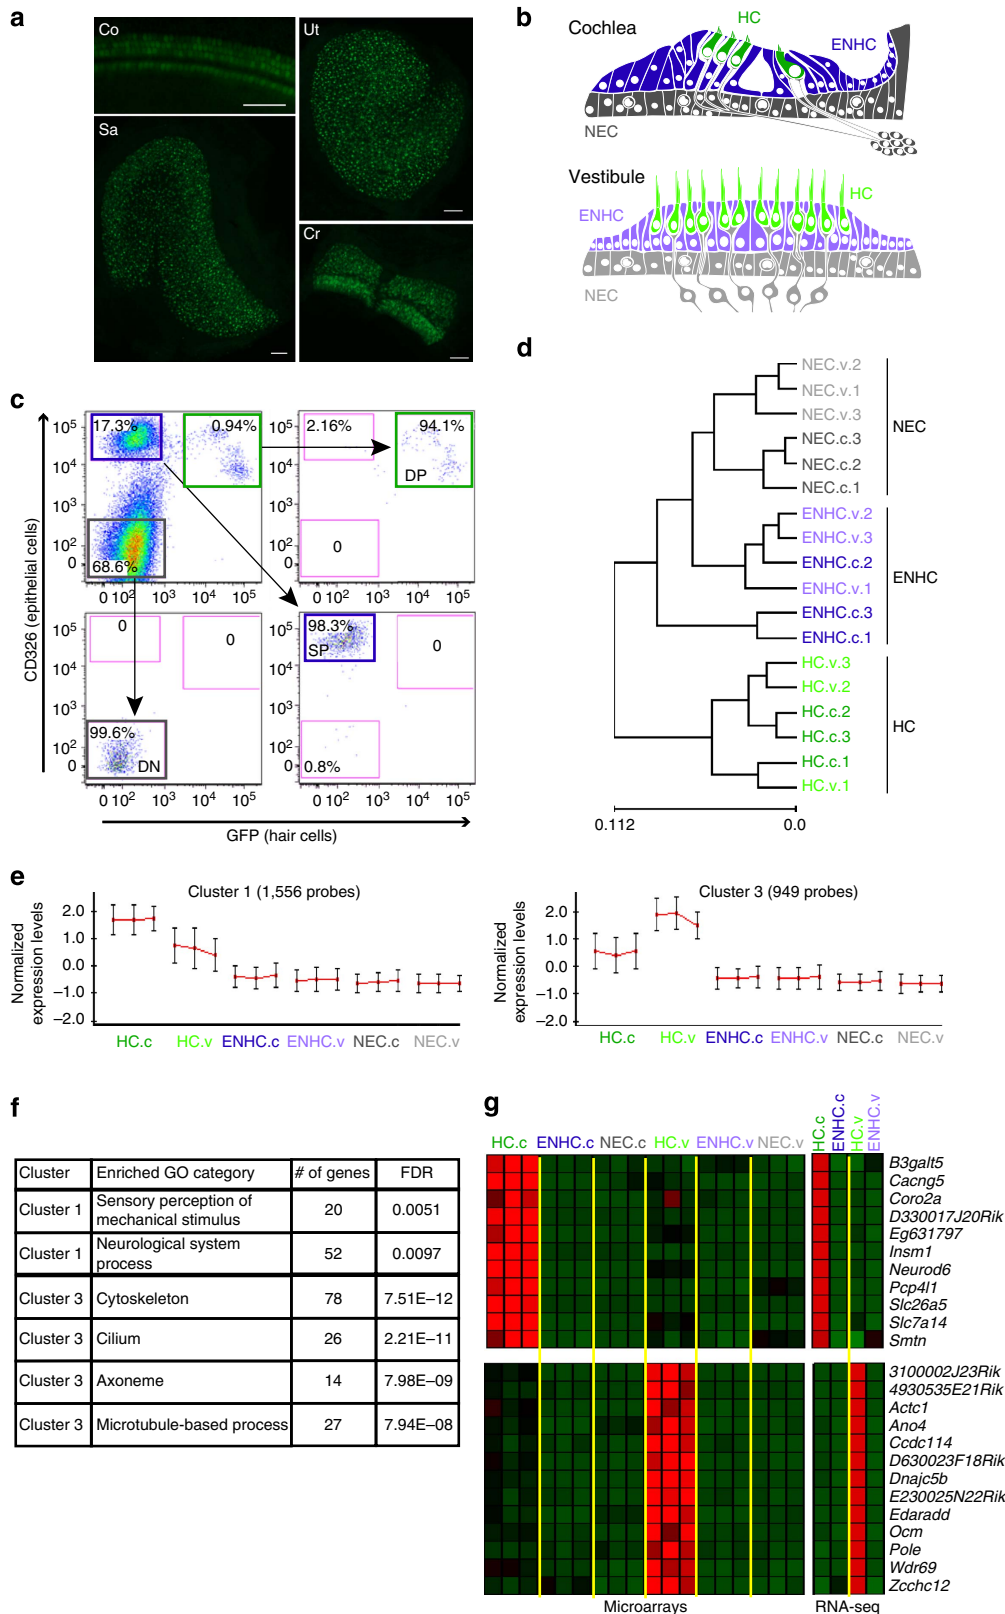 a
Co
Ut
Sa
Cr
b
Cochlea
HC
ENHC
NEC
Vestibule
HC
ENHC
NEC
c
CD326 (epithelial cells)
10⁵
10⁴
10³
10²
0
17.3%
0.94%
68.6%
0 10² 10³ 10⁴ 10⁵
10⁵
10⁴
10³
10²
0
2.16%
94.1%
DP
0
0 10² 10³ 10⁴ 10⁵
10⁵
10⁴
10³
10²
0
0
0
99.6%
DN
0 10² 10³ 10⁴ 10⁵
10⁵
10⁴
10³
10²
0
98.3%
SP
0
0.8%
0 10² 10³ 10⁴ 10⁵
GFP (hair cells)
d
NEC.v.2
NEC.v.1
NEC.v.3
NEC.c.3
NEC.c.2
NEC.c.1
NEC
ENHC.v.2
ENHC.v.3
ENHC.c.2
ENHC.v.1
ENHC.c.3
ENHC.c.1
ENHC
HC.v.3
HC.v.2
HC.c.2
HC.c.3
HC.c.1
HC.v.1
HC
0.112 0.0
e
Cluster 1 (1,556 probes)
Normalized
expression levels
2.0
1.0
0.0
−1.0
−2.0
HC.c HC.v ENHC.c ENHC.v NEC.c NEC.v
Cluster 3 (949 probes)
Normalized
expression levels
2.0
1.0
0.0
−1.0
−2.0
HC.c HC.v ENHC.c ENHC.v NEC.c NEC.v
f
Cluster Enriched GO category # of genes FDR
Cluster 1 Sensory perception of mechanical stimulus 20 0.0051
Cluster 1 Neurological system process 52 0.0097
Cluster 3 Cytoskeleton 78 7.51E−12
Cluster 3 Cilium 26 2.21E−11
Cluster 3 Axoneme 14 7.98E−09
Cluster 3 Microtubule-based process 27 7.94E−08
g
HC.c ENHC.c NEC.c HC.v ENHC.v NEC.v
HC.c ENHC.c HC.v ENHC.v
B3galt5
Cacng5
Coro2a
D330017J20Rik
Eg631797
Insm1
Neurod6
Pcp4l1
Slc26a5
Slc7a14
Smtn
3100002J23Rik
4930535E21Rik
Actc1
Ano4
Ccdc114
D630023F18Rik
Dnajc5b
E230025N22Rik
Edaradd
Ocm
Pole
Wdr69
Zcchc12
Microarrays RNA-seq